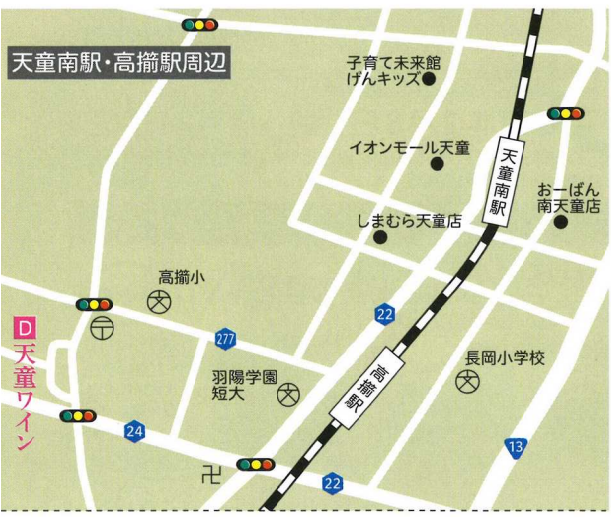 天童南駅・高擶駅周辺
子育て未来館
げんキッズ
イオンモール天童
天童南駅
おーばん
南天童店
しまむら天童店
高擶小
22
277
D
天童ワイン
羽陽学園
短大
高擶駅
長岡小学校
24
13
22